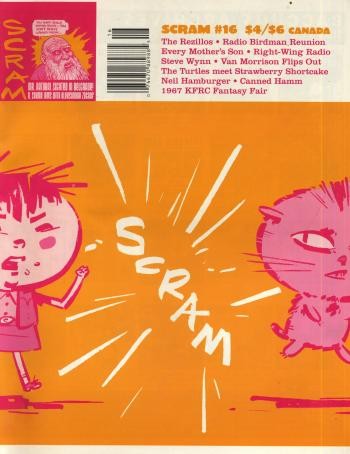 SCRAM #16 $4/$6 CANADA
The Rezillos • Radio Birdman Reunion
Every Mother's Son • Right-Wing Radio
Steve Wynn • Van Morrison Flips Out
The Turtles meet Strawberry Shortcake
Neil Hamburger • Canned Hamm
1967 KFRC Fantasy Fair
SCRAM
16
SCRAM